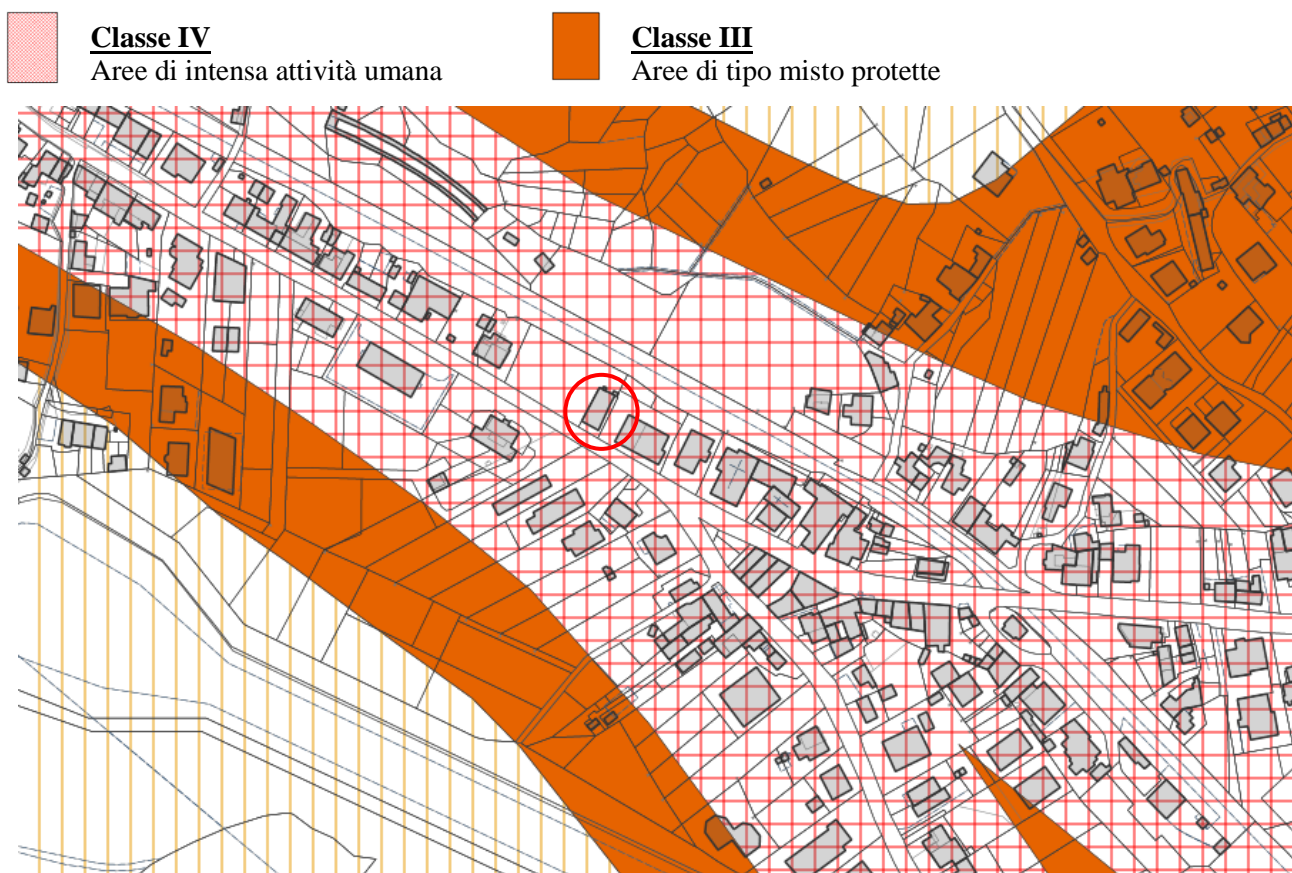 Classe IV
Aree di intensa attività umana
Classe III
Aree di tipo misto protette